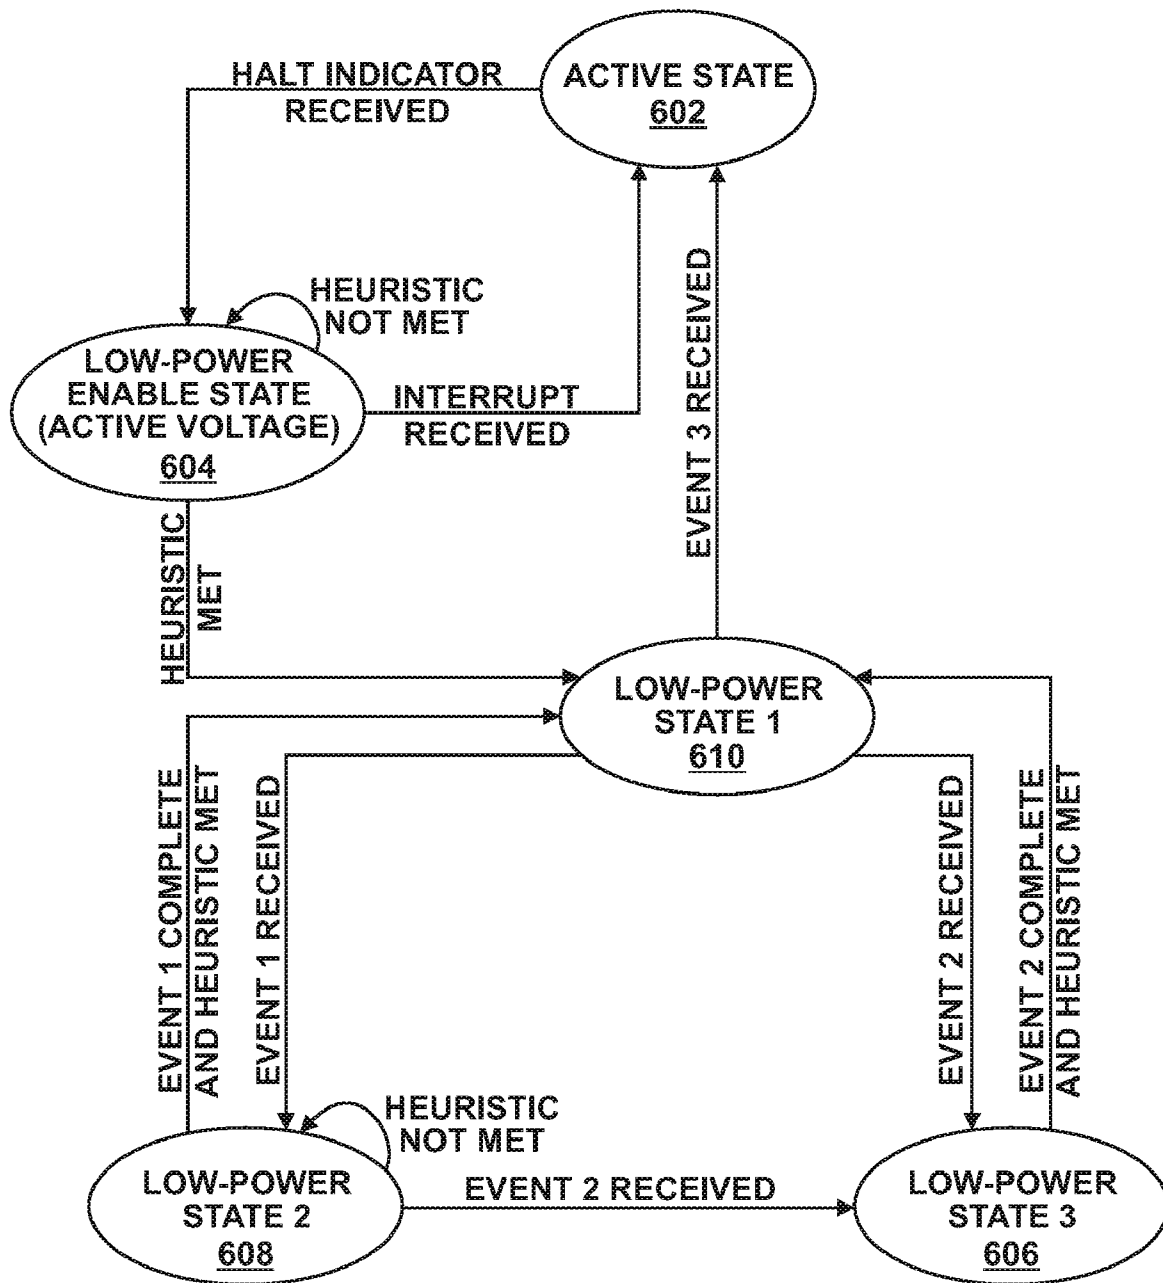 ACTIVE STATE
602
HALT INDICATOR
RECEIVED
HEURISTIC
NOT MET
LOW-POWER
ENABLE STATE
(ACTIVE VOLTAGE)
604
INTERRUPT
RECEIVED
EVENT 3 RECEIVED
HEURISTIC
MET
LOW-POWER
STATE 1
610
EVENT 1 COMPLETE
AND HEURISTIC MET
EVENT 1 RECEIVED
EVENT 2 RECEIVED
EVENT 2 COMPLETE
AND HEURISTIC MET
HEURISTIC
NOT MET
LOW-POWER
STATE 2
608
EVENT 2 RECEIVED
LOW-POWER
STATE 3
606